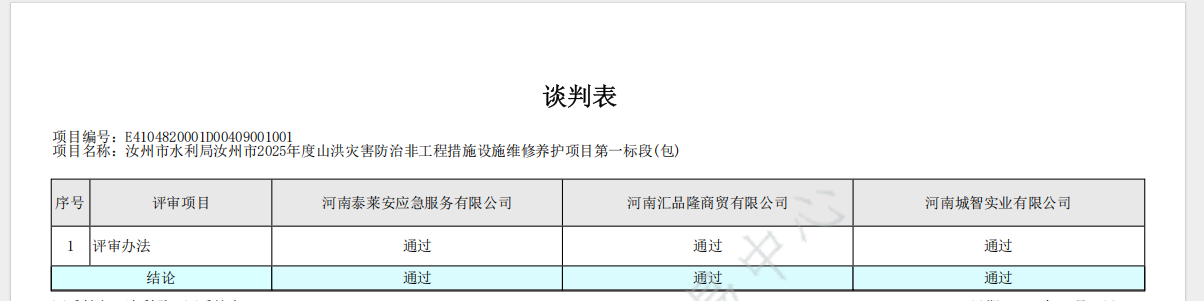 谈判表
项目编号：E4104820001D00409001001
项目名称：汝州市水利局汝州市2025年度山洪灾害防治非工程措施设施维修养护项目第一标段(包)
序号 评审项目 河南泰莱安应急服务有限公司 河南汇品隆商贸有限公司 河南城智实业有限公司
1 评审办法 通过 通过 通过
结论 通过 通过 通过